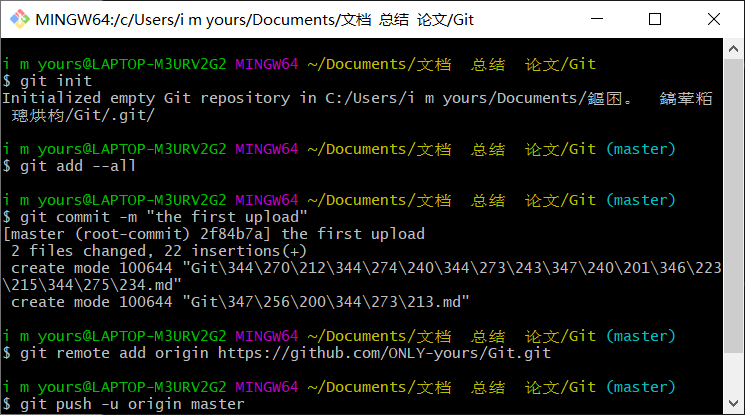 MINGW64:/c/Users/i m yours/Documents/文档 总结 论文/Git
i m yours@LAPTOP-M3URV2G2 MINGW64 ~/Documents/文档 总结 论文/Git
$ git init
Initialized empty Git repository in C:/Users/i m yours/Documents/
/Git/.git/
i m yours@LAPTOP-M3URV2G2 MINGW64 ~/Documents/文档 总结 论文/Git (master)
$ git add --all
i m yours@LAPTOP-M3URV2G2 MINGW64 ~/Documents/文档 总结 论文/Git (master)
$ git commit -m "the first upload"
[master (root-commit) 2f84b7a] the first upload
2 files changed, 22 insertions(+)
create mode 100644 "Git\344\270\212\344\274\240\344\273\243\347\240\201\346\223
\215\344\275\234.md"
create mode 100644 "Git\347\256\200\344\273\213.md"
i m yours@LAPTOP-M3URV2G2 MINGW64 ~/Documents/文档 总结 论文/Git (master)
$ git remote add origin https://github.com/ONLY-yours/Git.git
i m yours@LAPTOP-M3URV2G2 MINGW64 ~/Documents/文档 总结 论文/Git (master)
$ git push -u origin master